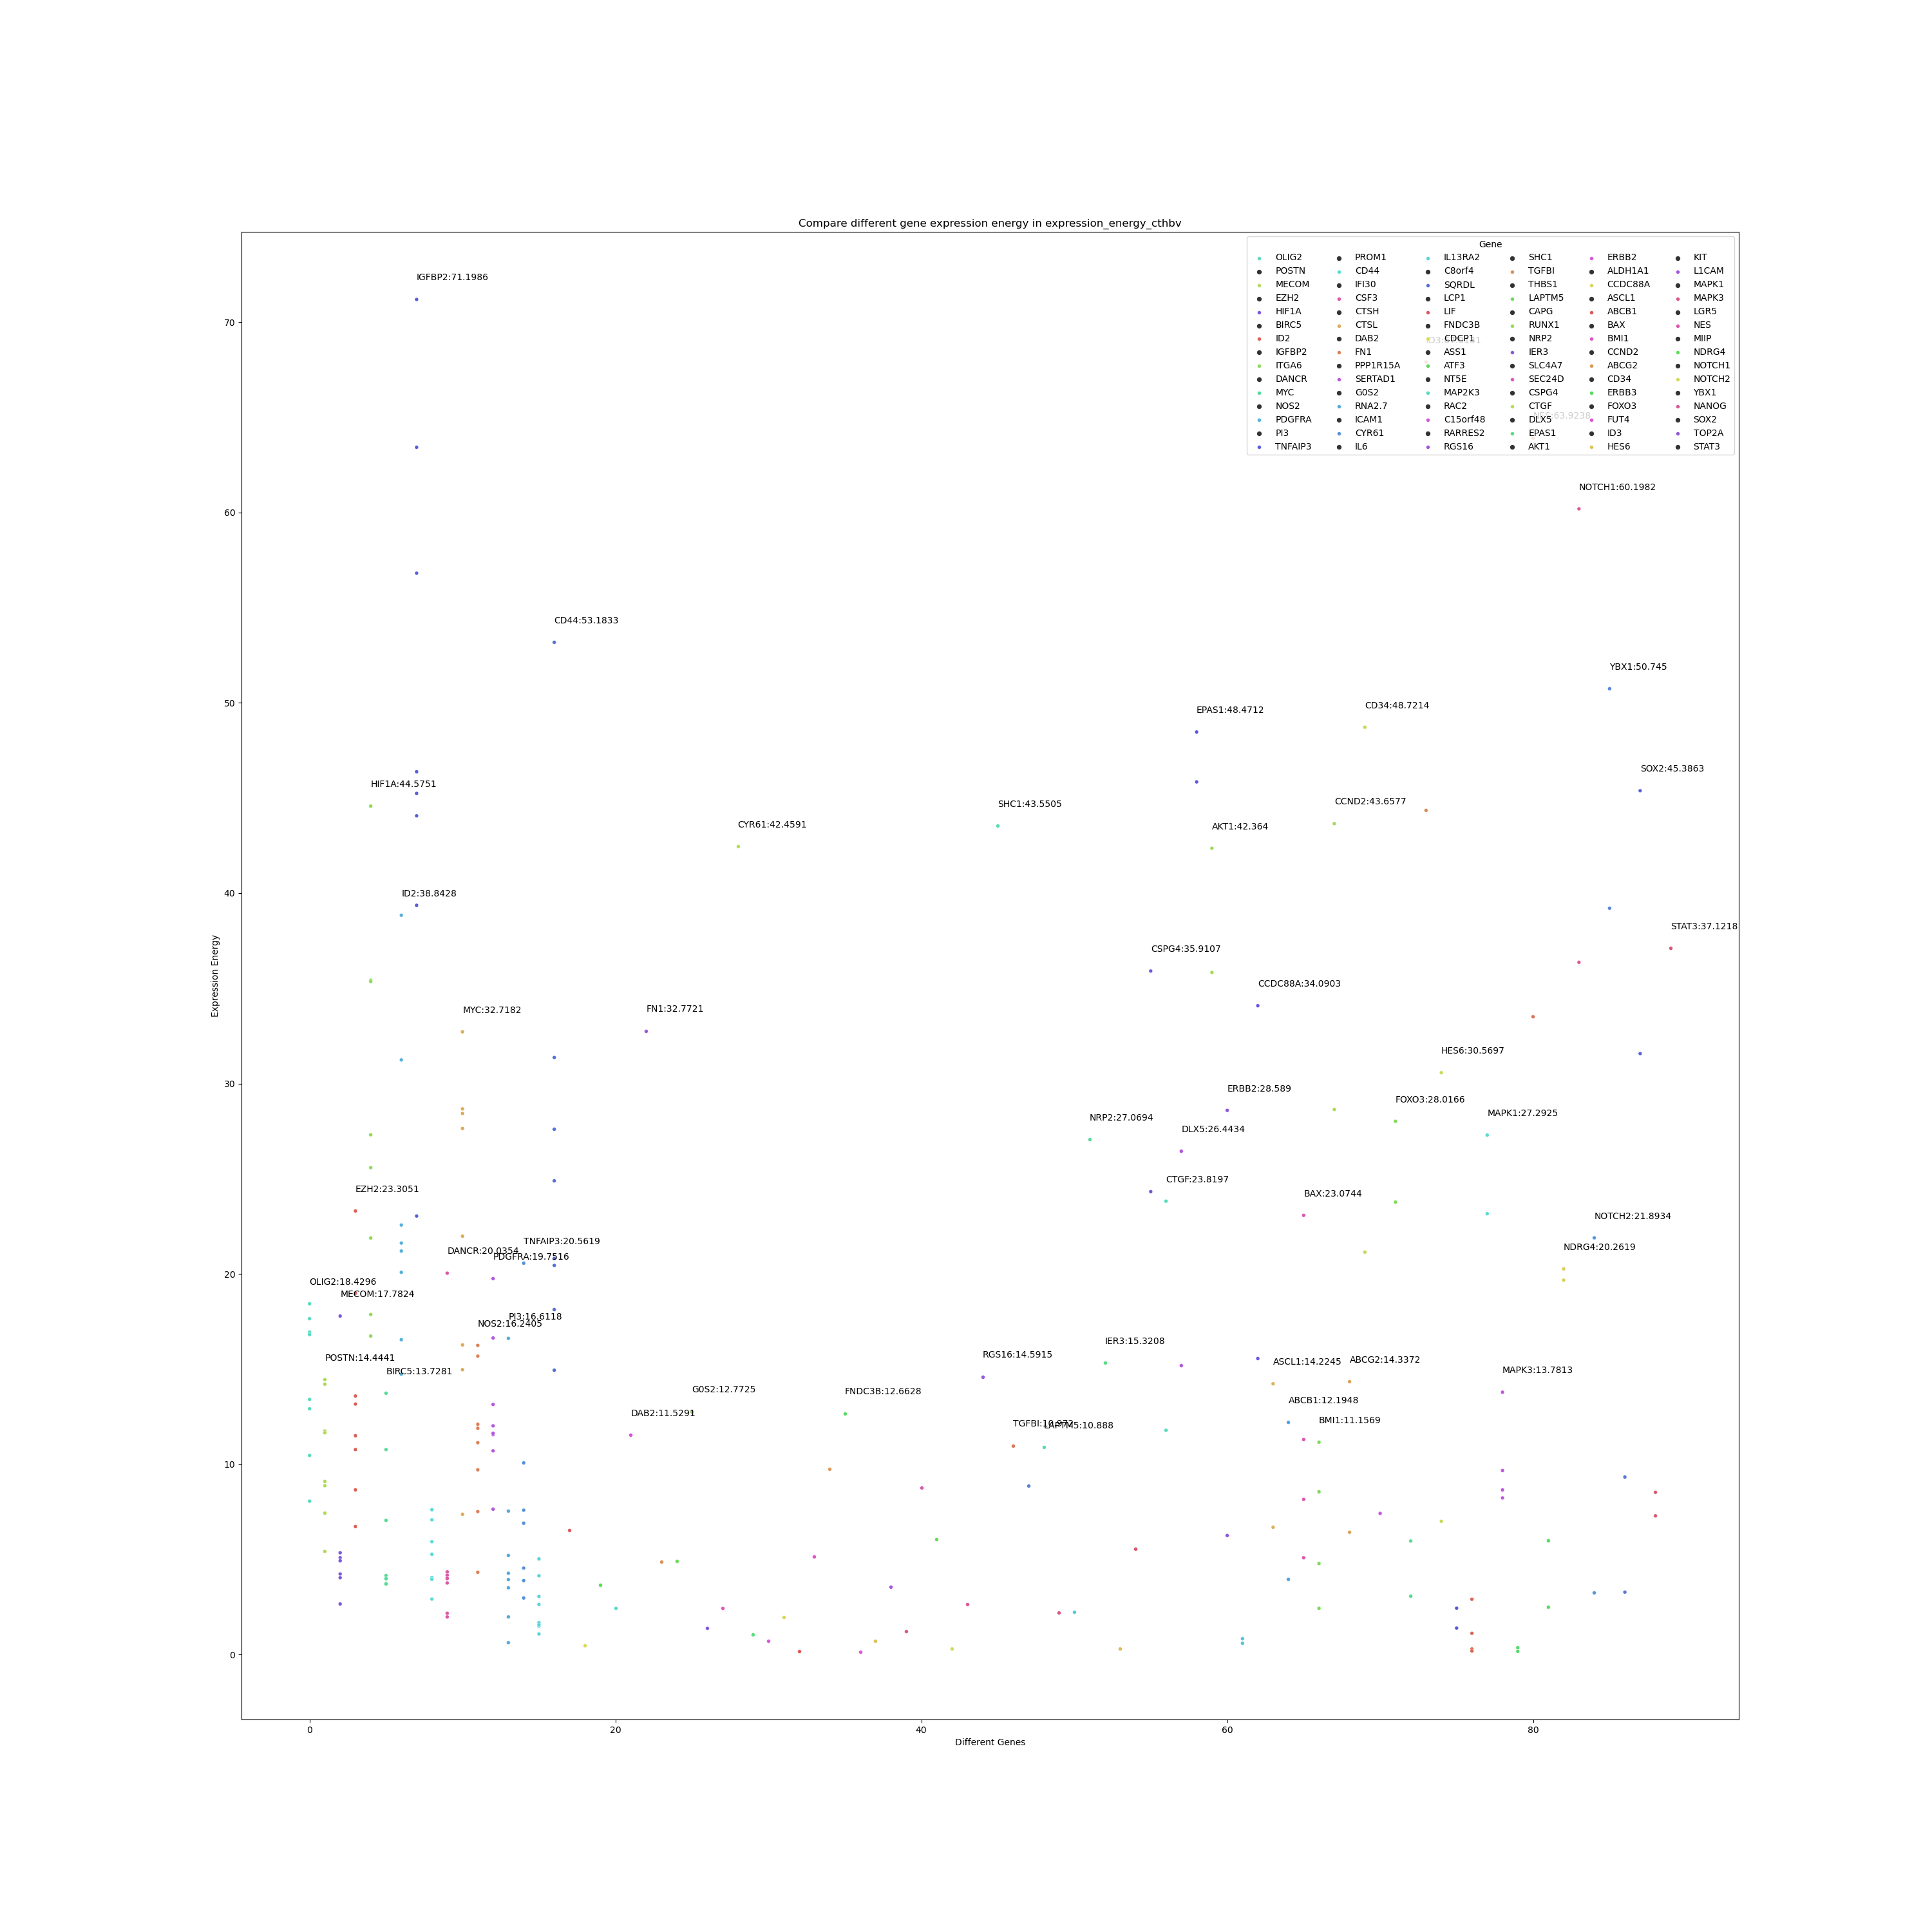 Compare different gene expression energy in expression_energy_cthbv
Gene
OLIG2 PROM1 IL13RA2 SHC1 ERBB2 KIT
POSTN CD44 C8orf4 TGFBI ALDH1A1 L1CAM
MECOM IFI30 SQRDL THBS1 CCDC88A MAPK1
EZH2 CSF3 LCP1 LAPTM5 ASCL1 MAPK3
HIF1A CTSH LIF CAPG ABCB1 LGR5
BIRC5 CTSL FNDC3B RUNX1 BAX NES
ID2 DAB2 CDCP1 NRP2 BMI1 MIIP
IGFBP2 FN1 ASS1 IER3 CCND2 NDRG4
ITGA6 PPP1R15A ATF3 SLC4A7 ABCG2 NOTCH1
DANCR SERTAD1 NT5E SEC24D CD34 NOTCH2
MYC G0S2 MAP2K3 CSPG4 ERBB3 YBX1
NOS2 RNA2.7 RAC2 CTGF FOXO3 NANOG
PDGFRA ICAM1 C15orf48 DLX5 FUT4 SOX2
PI3 CYR61 RARRES2 EPAS1 ID3 TOP2A
TNFAIP3 IL6 RGS16 AKT1 HES6 STAT3
IGFBP2:71.1986
NOTCH1:60.1982
CD44:53.1833
YBX1:50.745
EPAS1:48.4712
CD34:48.7214
SOX2:45.3863
HIF1A:44.5751
SHC1:43.5505
CCND2:43.6577
CYR61:42.4591
AKT1:42.364
ID2:38.8428
STAT3:37.1218
CSPG4:35.9107
CCDC88A:34.0903
MYC:32.7182
FN1:32.7721
HES6:30.5697
ERBB2:28.589
FOXO3:28.0166
NRP2:27.0694
MAPK1:27.2925
DLX5:26.4434
CTGF:23.8197
EZH2:23.3051
BAX:23.0744
NOTCH2:21.8934
TNFAIP3:20.5619
DANCR:20.0354
PDGFRA:19.7516
NDRG4:20.2619
OLIG2:18.4296
MECOM:17.7824
PI3:16.6118
NOS2:16.2405
IER3:15.3208
POSTN:14.4441
RGS16:14.5915
ASCL1:14.2245
ABCG2:14.3372
BIRC5:13.7281
MAPK3:13.7813
G0S2:12.7725
FNDC3B:12.6628
ABCB1:12.1948
DAB2:11.5291
BMI1:11.1569
LAPTM5:10.888
70
60
50
40
30
20
10
0
Expression Energy
0 20 40 60 80
Different Genes